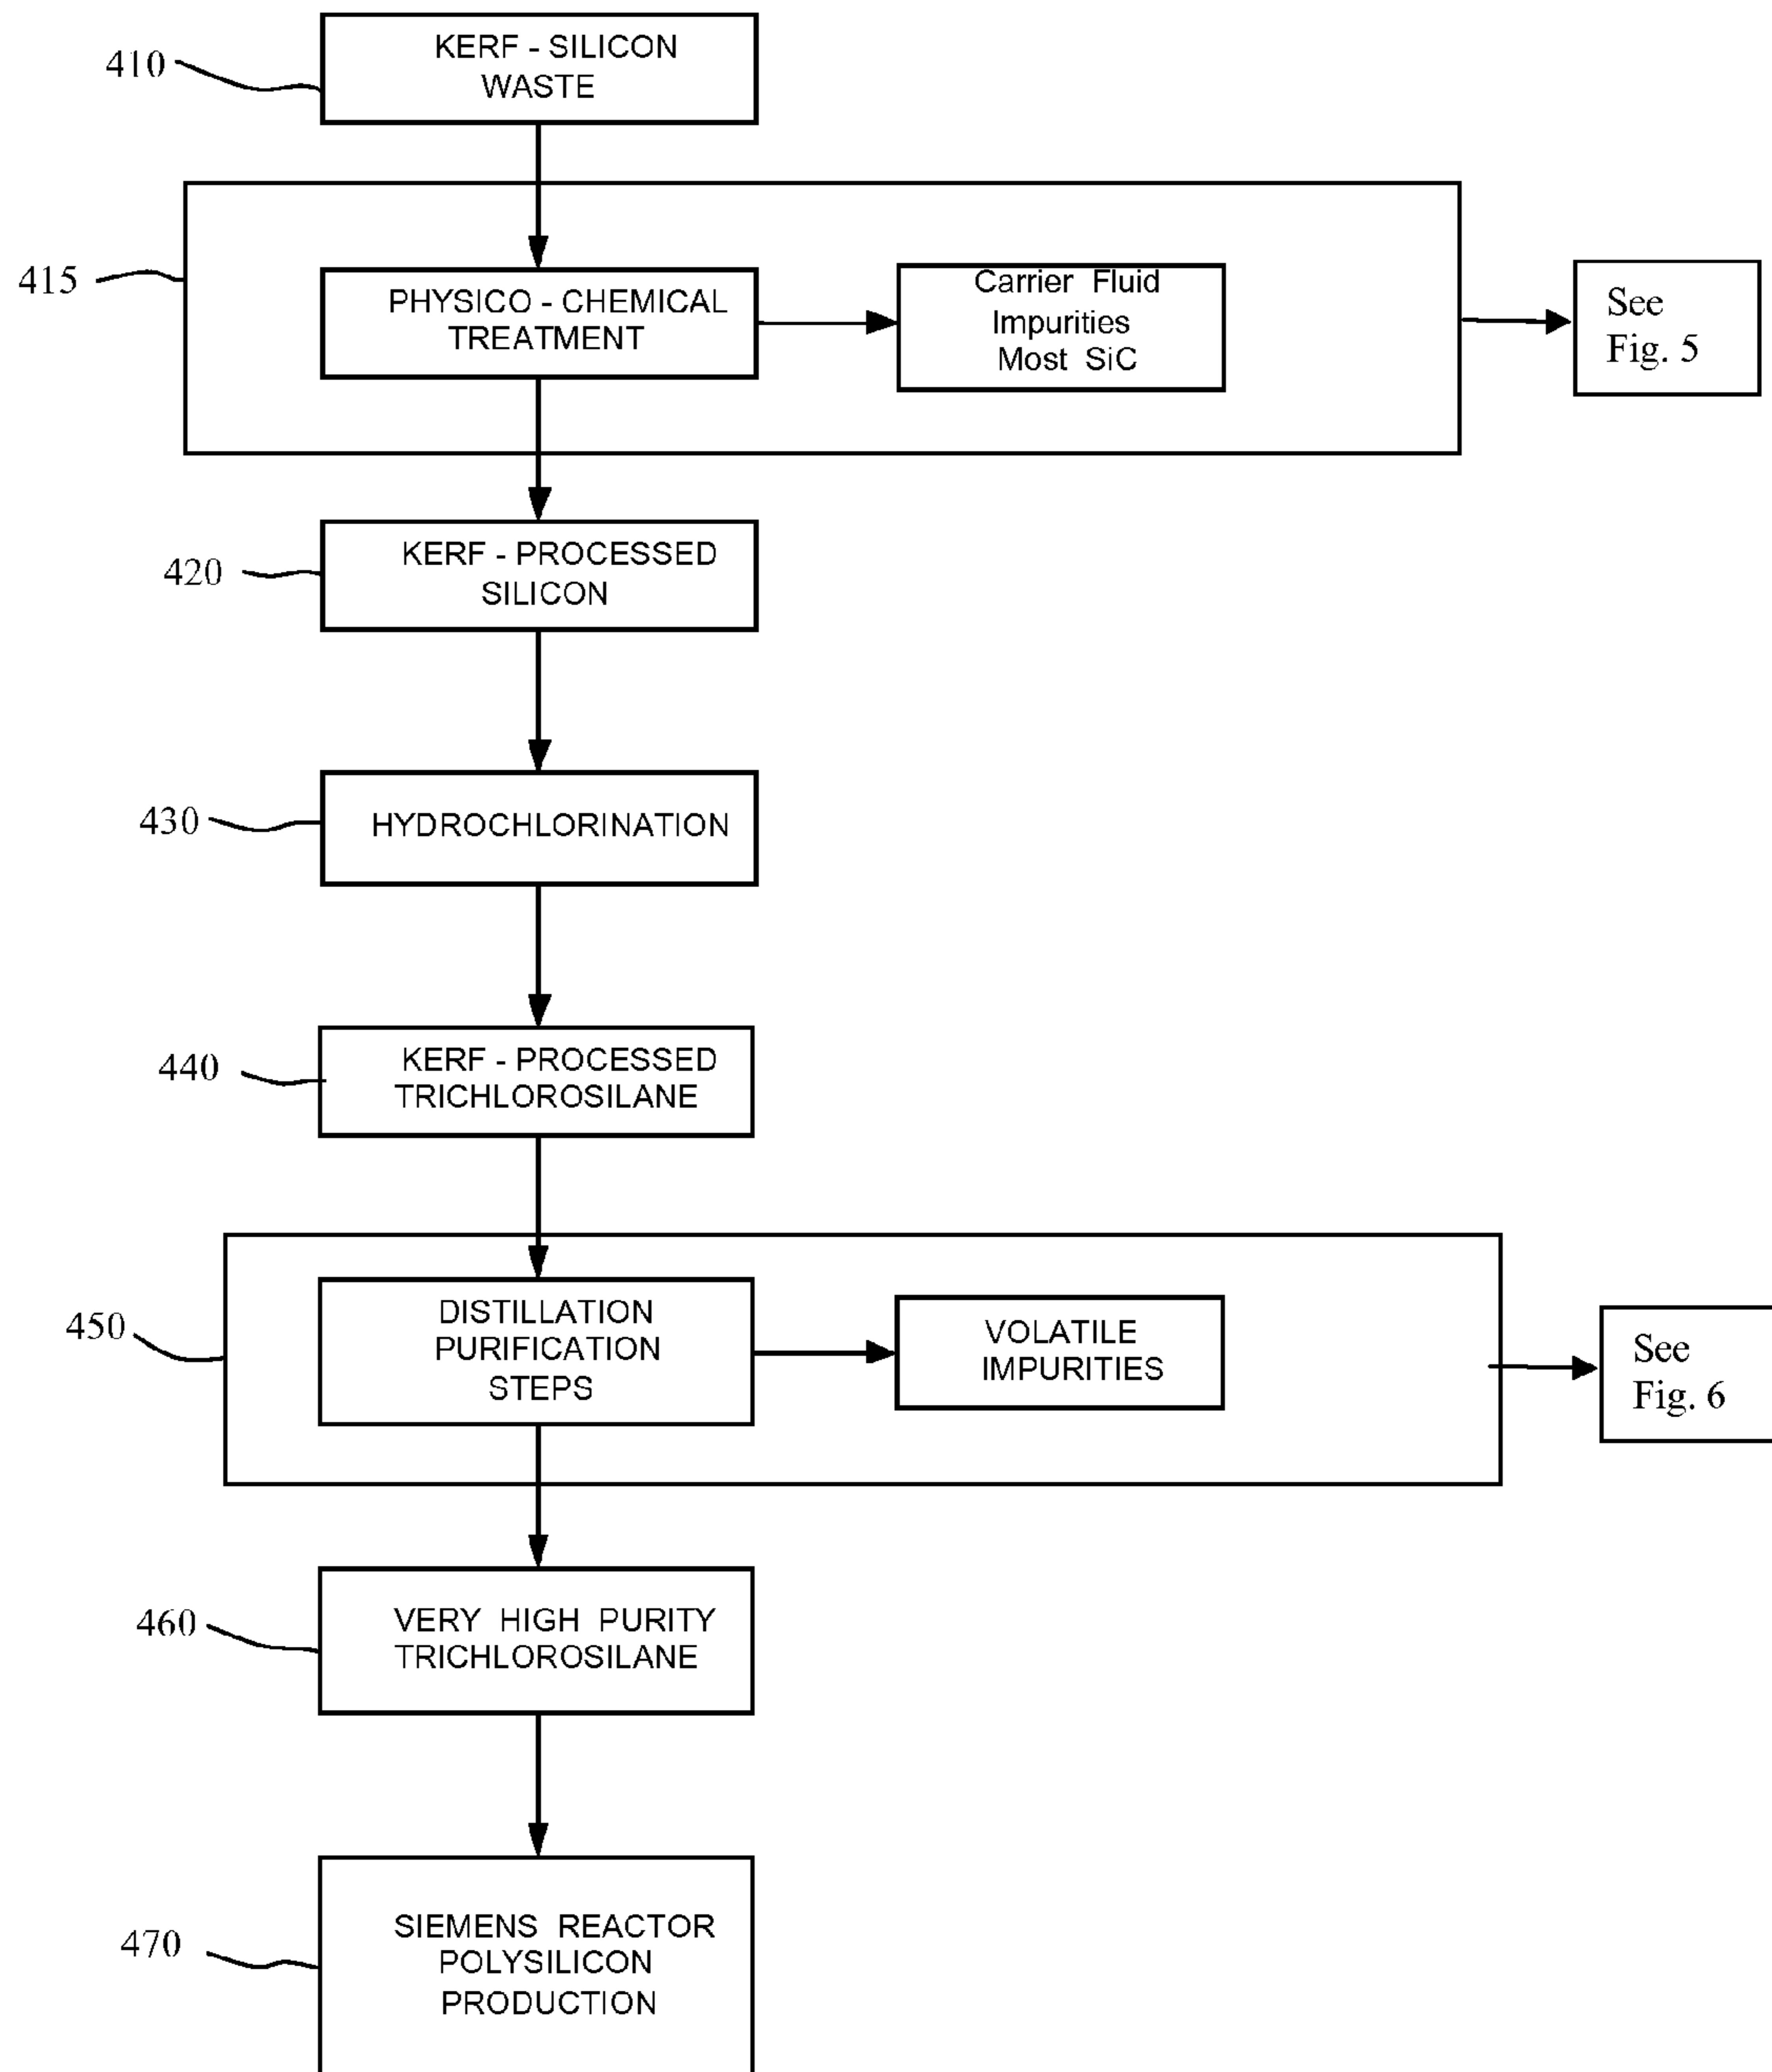 410
KERF - SILICON
WASTE
415
PHYSICO - CHEMICAL
TREATMENT
Carrier Fluid
Impurities
Most SiC
See
Fig. 5
420
KERF - PROCESSED
SILICON
430
HYDROCHLORINATION
440
KERF - PROCESSED
TRICHLOROSILANE
450
DISTILLATION
PURIFICATION
STEPS
VOLATILE
IMPURITIES
See
Fig. 6
460
VERY HIGH PURITY
TRICHLOROSILANE
470
SIEMENS REACTOR
POLYSILICON
PRODUCTION